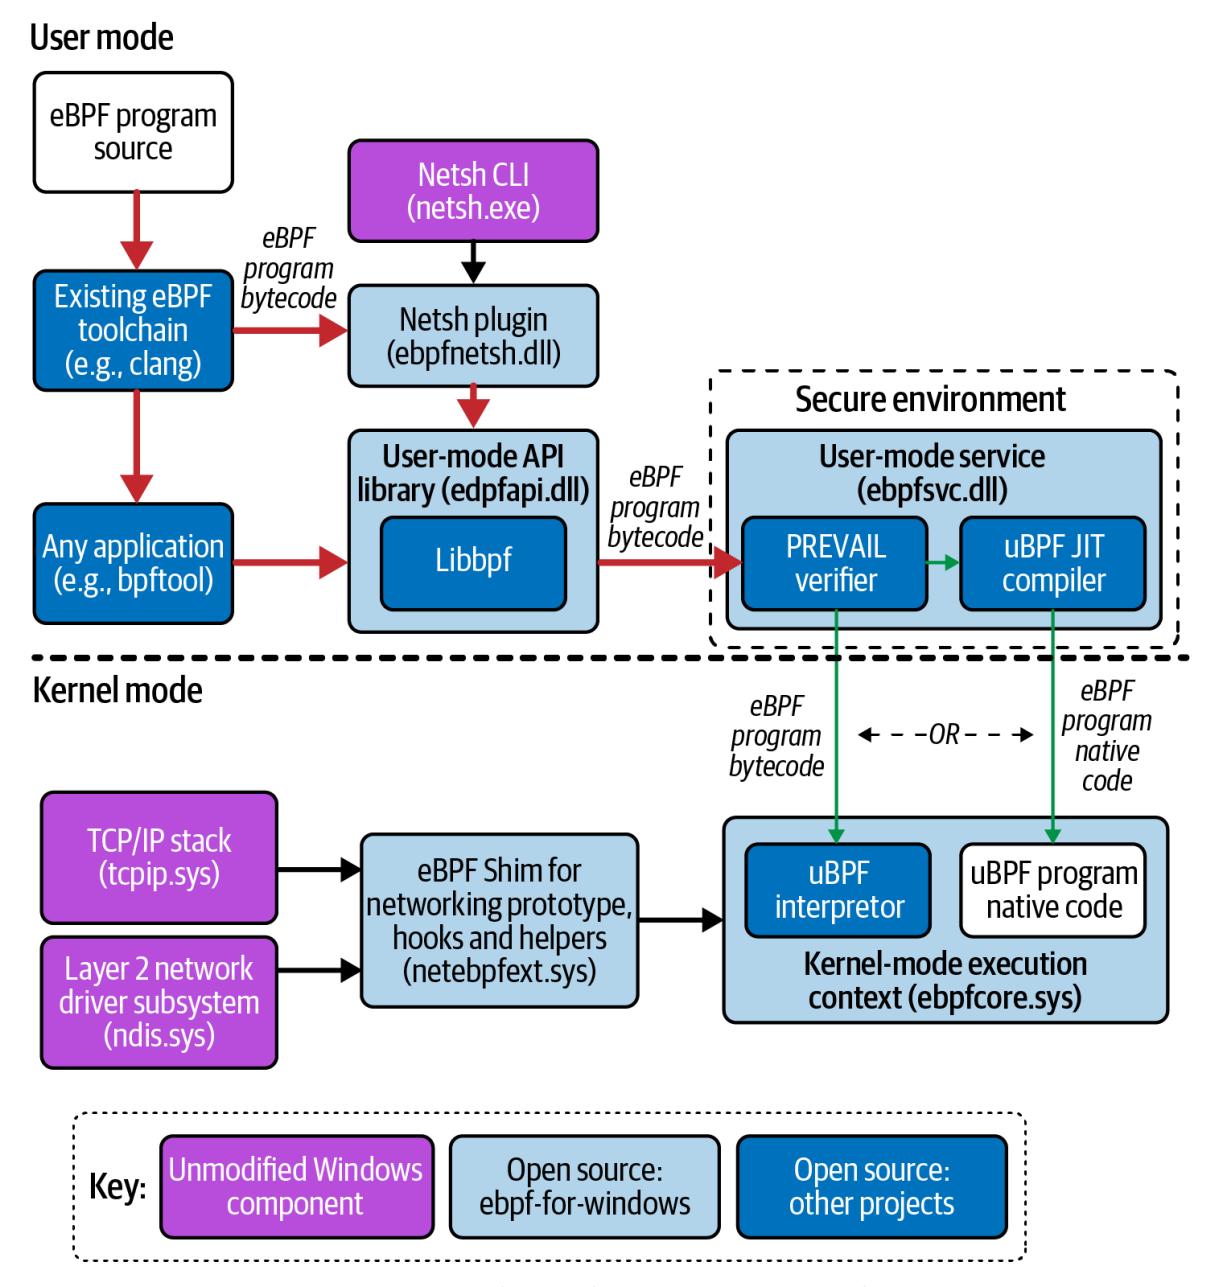 User mode
eBPF program
source
Netsh CLI
(netsh.exe)
eBPF
program
bytecode
Existing eBPF
toolchain
(e.g., clang)
Netsh plugin
(ebpfnetsh.dll)
Secure environment
User-mode API
library (edpfapi.dll)
Libbpf
eBPF
program
bytecode
User-mode service
(ebpfsvc.dll)
Any application
(e.g., bpftool)
PREVAIL
verifier
uBPF JIT
compiler
Kernel mode
eBPF
program
bytecode
OR
eBPF
program
native
code
TCP/IP stack
(tcpip.sys)
Layer 2 network
driver subsystem
(ndis.sys)
eBPF Shim for
networking prototype,
hooks and helpers
(netebpfext.sys)
uBPF
interpretor
uBPF program
native code
Kernel-mode execution
context (ebpfcore.sys)
Key:
Unmodified Windows
component
Open source:
ebpf-for-windows
Open source:
other projects